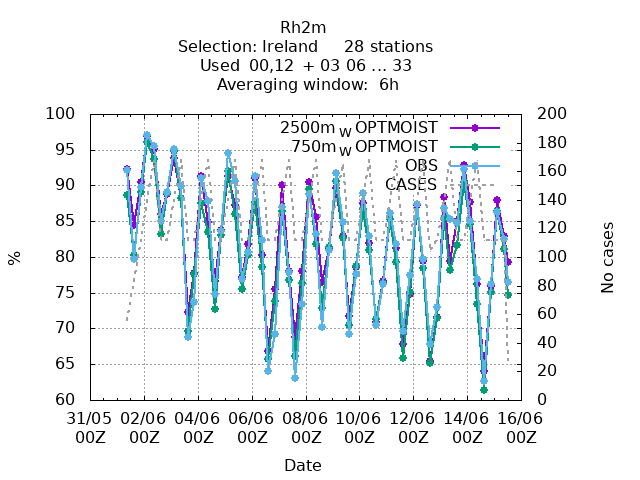 Rh2m
Selection: Ireland 28 stations
Used 00,12 + 03 06 ... 33
Averaging window: 6h
2500m W OPTMOIST
750m W OPTMOIST
OBS
CASES
100
95
90
85
80
75
70
65
60
%
200
180
160
140
120
100
80
60
40
20
0
No cases
31/05 02/06 04/06 06/06 08/06 10/06 12/06 14/06 16/06
00Z 00Z 00Z 00Z 00Z 00Z 00Z 00Z 00Z
Date